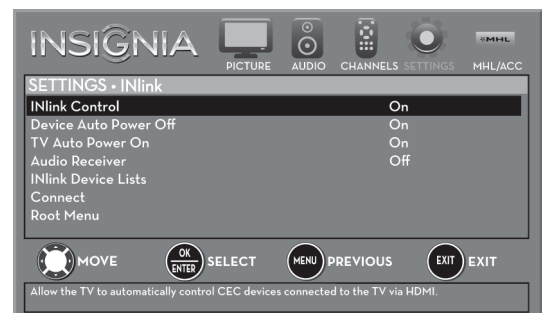 INSIGNIA
PICTURE AUDIO CHANNELS SETTINGS MHL/ACC
MHL
SETTINGS • INlink
INlink Control On
Device Auto Power Off On
TV Auto Power On On
Audio Receiver Off
INlink Device Lists
Connect
Root Menu
MOVE OK ENTER SELECT MENU PREVIOUS EXIT EXIT
Allow the TV to automatically control CEC devices connected to the TV via HDMI.